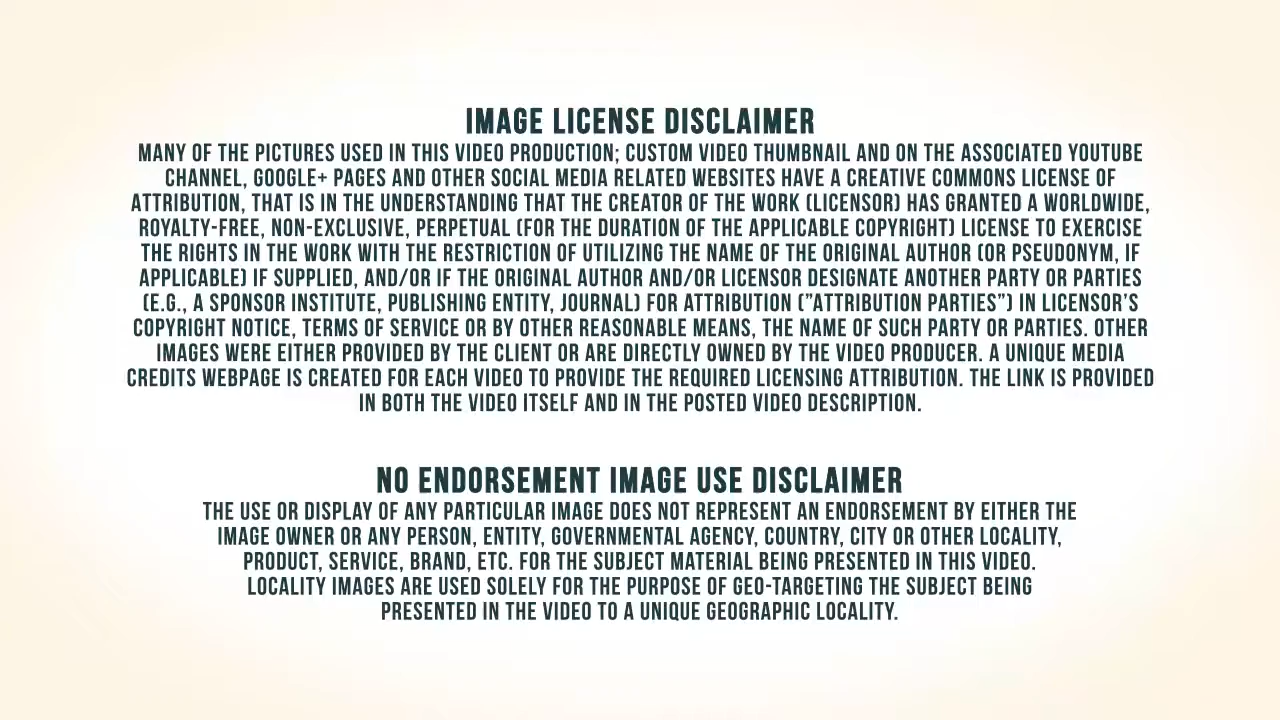 IMAGE LICENSE DISCLAIMER
MANY OF THE PICTURES USED IN THIS VIDEO PRODUCTION; CUSTOM VIDEO THUMBNAIL AND ON THE ASSOCIATED YOUTUBE
CHANNEL, GOOGLE+ PAGES AND OTHER SOCIAL MEDIA RELATED WEBSITES HAVE A CREATIVE COMMONS LICENSE OF
ATTRIBUTION, THAT IS IN THE UNDERSTANDING THAT THE CREATOR OF THE WORK (LICENSOR) HAS GRANTED A WORLDWIDE,
ROYALTY-FREE, NON-EXCLUSIVE, PERPETUAL (FOR THE DURATION OF THE APPLICABLE COPYRIGHT) LICENSE TO EXERCISE
THE RIGHTS IN THE WORK WITH THE RESTRICTION OF UTILIZING THE NAME OF THE ORIGINAL AUTHOR (OR PSEUDONYM, IF
APPLICABLE) IF SUPPLIED, AND/OR IF THE ORIGINAL AUTHOR AND/OR LICENSOR DESIGNATE ANOTHER PARTY OR PARTIES
(E.G., A SPONSOR INSTITUTE, PUBLISHING ENTITY, JOURNAL) FOR ATTRIBUTION ("ATTRIBUTION PARTIES") IN LICENSOR'S
COPYRIGHT NOTICE, TERMS OF SERVICE OR BY OTHER REASONABLE MEANS, THE NAME OF SUCH PARTY OR PARTIES. OTHER
IMAGES WERE EITHER PROVIDED BY THE CLIENT OR ARE DIRECTLY OWNED BY THE VIDEO PRODUCER. A UNIQUE MEDIA
CREDITS WEBPAGE IS CREATED FOR EACH VIDEO TO PROVIDE THE REQUIRED LICENSING ATTRIBUTION. THE LINK IS PROVIDED
IN BOTH THE VIDEO ITSELF AND IN THE POSTED VIDEO DESCRIPTION.
NO ENDORSEMENT IMAGE USE DISCLAIMER
THE USE OR DISPLAY OF ANY PARTICULAR IMAGE DOES NOT REPRESENT AN ENDORSEMENT BY EITHER THE
IMAGE OWNER OR ANY PERSON, ENTITY, GOVERNMENTAL AGENCY, COUNTRY, CITY OR OTHER LOCALITY,
PRODUCT, SERVICE, BRAND, ETC. FOR THE SUBJECT MATERIAL BEING PRESENTED IN THIS VIDEO.
LOCALITY IMAGES ARE USED SOLELY FOR THE PURPOSE OF GEO-TARGETING THE SUBJECT BEING
PRESENTED IN THE VIDEO TO A UNIQUE GEOGRAPHIC LOCALITY.